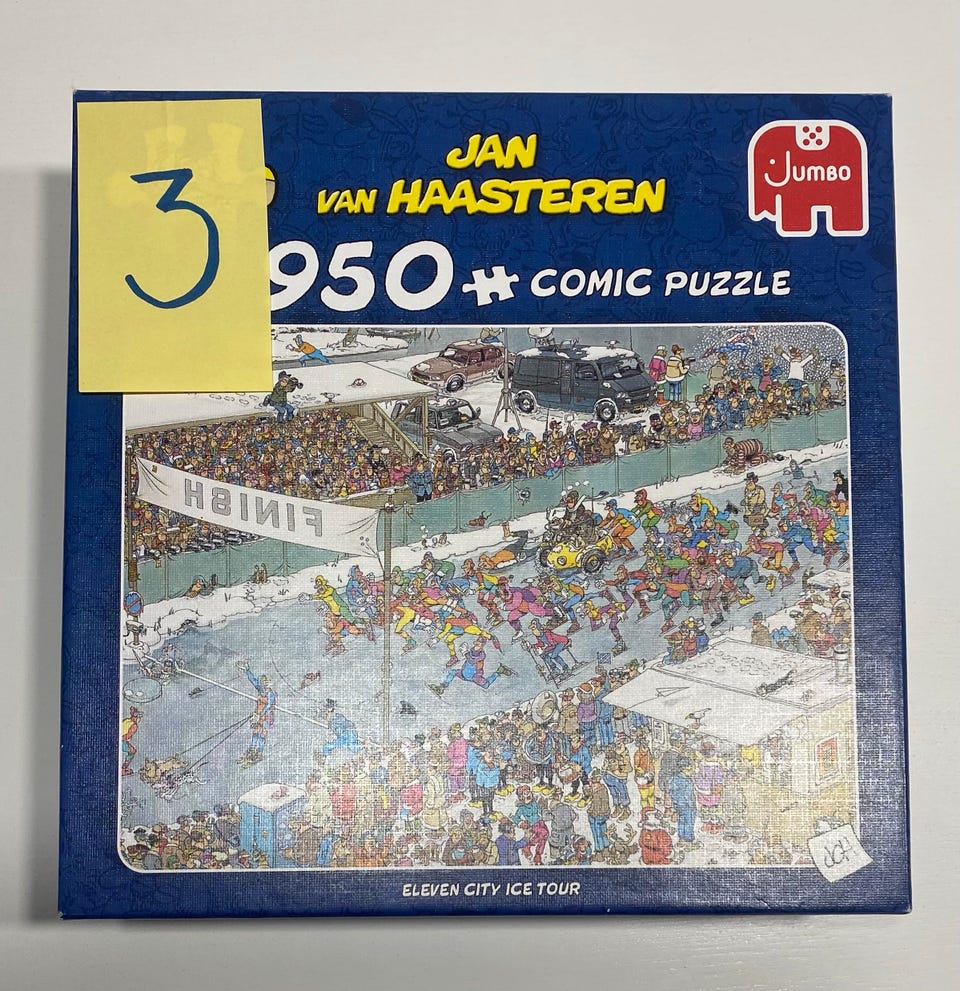 3
JAN
VAN HAASTEREN
JUMBO
950 COMIC PUZZLE
FINISH
ELEVEN CITY ICE TOUR